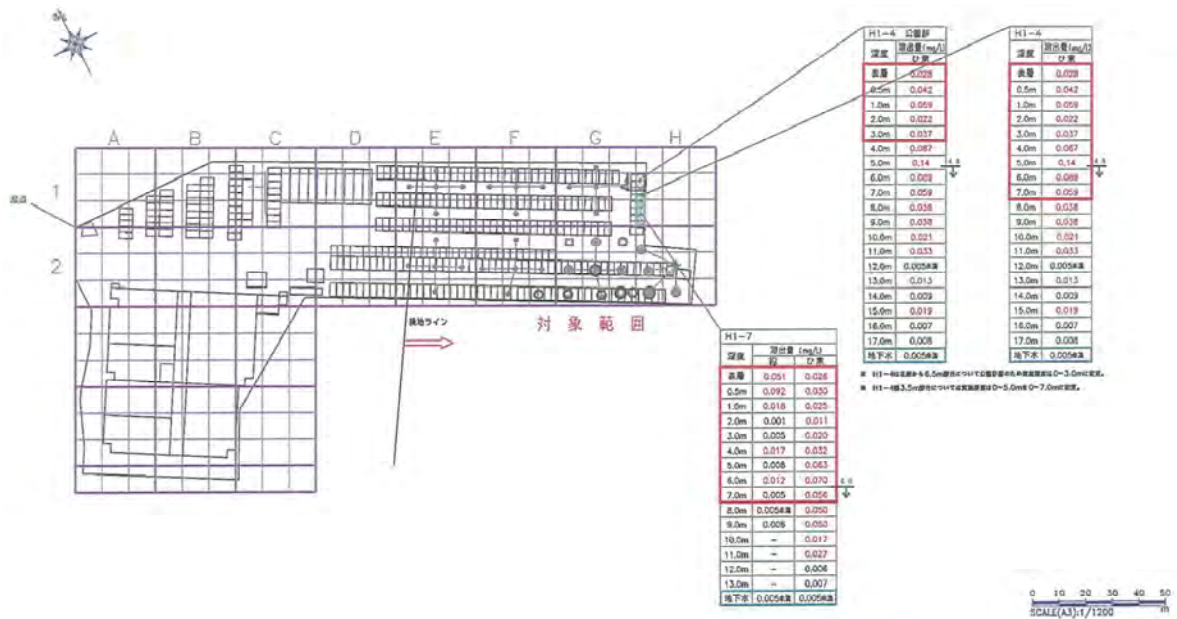 A B C D E F G H
1
2
対象範囲
H1-4 公園部
深度 溶出量(mg/L)
ひ素
表層 0.028
0.5m 0.042
1.0m 0.059
2.0m 0.022
3.0m 0.037
4.0m 0.087
5.0m 0.14
6.0m 0.089
7.0m 0.059
8.0m 0.038
9.0m 0.038
10.0m 0.021
11.0m 0.033
12.0m 0.005未満
13.0m 0.013
14.0m 0.009
15.0m 0.019
16.0m 0.007
17.0m 0.008
地下水 0.005未満
H1-4
深度 溶出量(mg/L)
ひ素
表層 0.028
0.5m 0.042
1.0m 0.059
2.0m 0.022
3.0m 0.037
4.0m 0.087
5.0m 0.14
6.0m 0.089
7.0m 0.059
8.0m 0.038
9.0m 0.038
10.0m 0.021
11.0m 0.033
12.0m 0.005未満
13.0m 0.013
14.0m 0.009
15.0m 0.019
16.0m 0.007
17.0m 0.008
地下水 0.005未満
H1-7
深度 溶出量 (mg/L)
鉛 ひ素
表層 0.051 0.026
0.5m 0.092 0.030
1.0m 0.018 0.025
2.0m 0.001 0.011
3.0m 0.005 0.020
4.0m 0.017 0.032
5.0m 0.008 0.063
6.0m 0.012 0.070
7.0m 0.005 0.056
8.0m 0.005未満 0.050
9.0m 0.006 0.050
10.0m - 0.017
11.0m - 0.027
12.0m - 0.006
13.0m - 0.007
地下水 0.005未満 0.005未満
0 10 20 30 40 50
m
SCALE(A3):1/1200